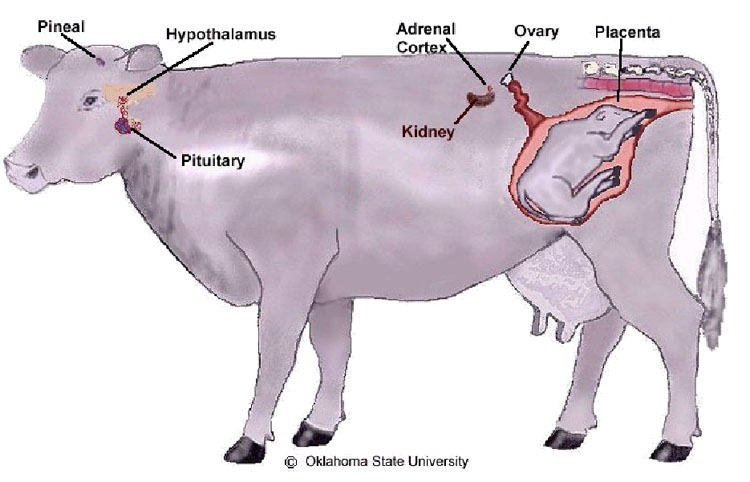 Pineal
Hypothalamus
Adrenal
Cortex
Ovary
Placenta
Kidney
Pituitary
© Oklahoma State University